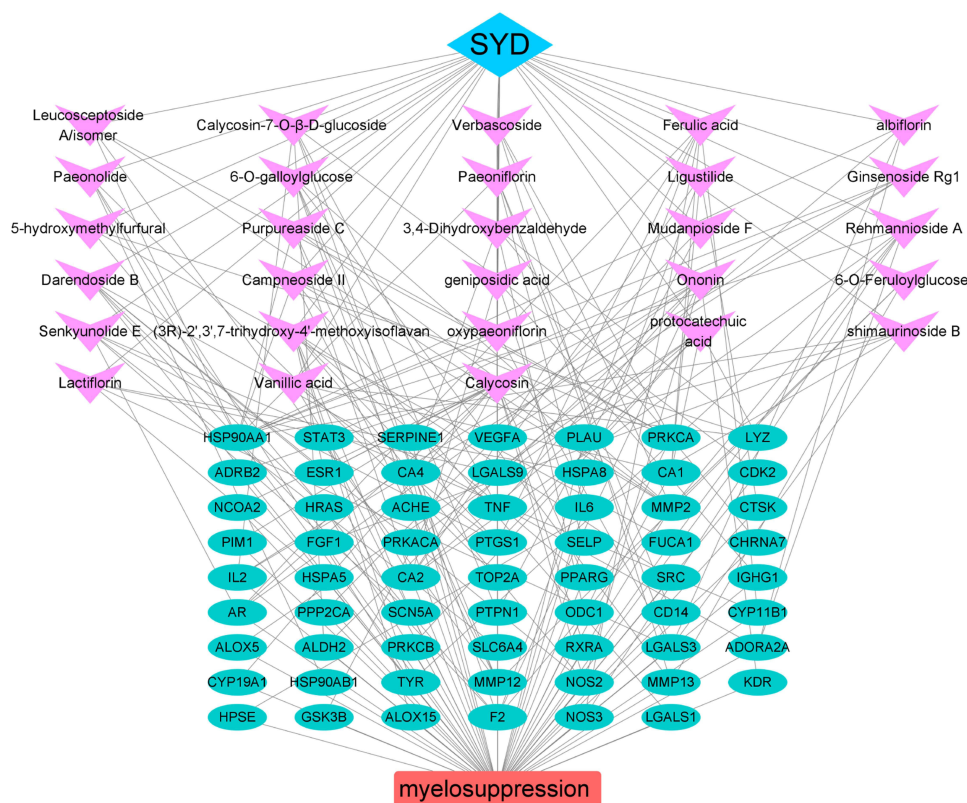 SYD
Leucosceptoside
A/isomer
Calycosin-7-O-β-D-glucoside
Verbascoside
Ferulic acid
albiflorin
Paeonolide
6-O-galloylglucose
Paeoniflorin
Ligustilide
Ginsenoside Rg1
5-hydroxymethylfurfural
Purpureaside C
3,4-Dihydroxybenzaldehyde
Mudanpioside F
Rehmannioside A
Darendoside B
Campneoside II
geniposidic acid
Ononin
6-O-Feruloylglucose
Senkyunolide E
(3R)-2',3',7-trihydroxy-4'-methoxyisoflavan
oxypaeoniflorin
protocatechuic
acid
shimaurinoside B
Lactiflorin
Vanillic acid
Calycosin
HSP90AA1
STAT3
SERPINE1
VEGFA
PLAU
PRKCA
LYZ
ADRB2
ESR1
CA4
LGALS9
HSPA8
CA1
CDK2
NCOA2
HRAS
ACHE
TNF
IL6
MMP2
CTSK
PIM1
FGF1
PRKACA
PTGS1
SELP
FUCA1
CHRNA7
IL2
HSPA5
CA2
TOP2A
PPARG
SRC
IGHG1
AR
PPP2CA
SCN5A
PTPN1
ODC1
CD14
CYP11B1
ALOX5
ALDH2
PRKCB
SLC6A4
RXRA
LGALS3
ADORA2A
CYP19A1
HSP90AB1
TYR
MMP12
NOS2
MMP13
KDR
HPSE
GSK3B
ALOX15
F2
NOS3
LGALS1
myelosuppression